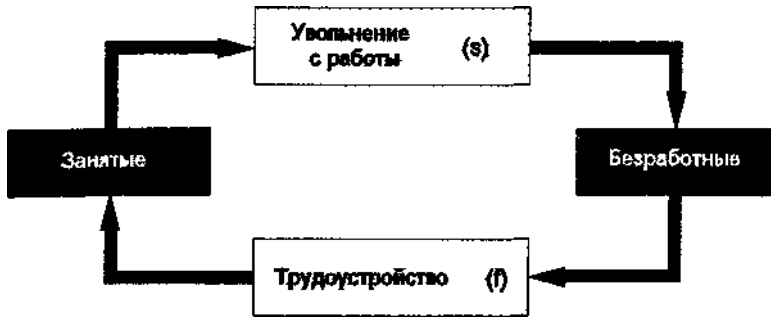 Увольнение
с работы (s)
Занятые
Безработные
Трудоустройство (f)